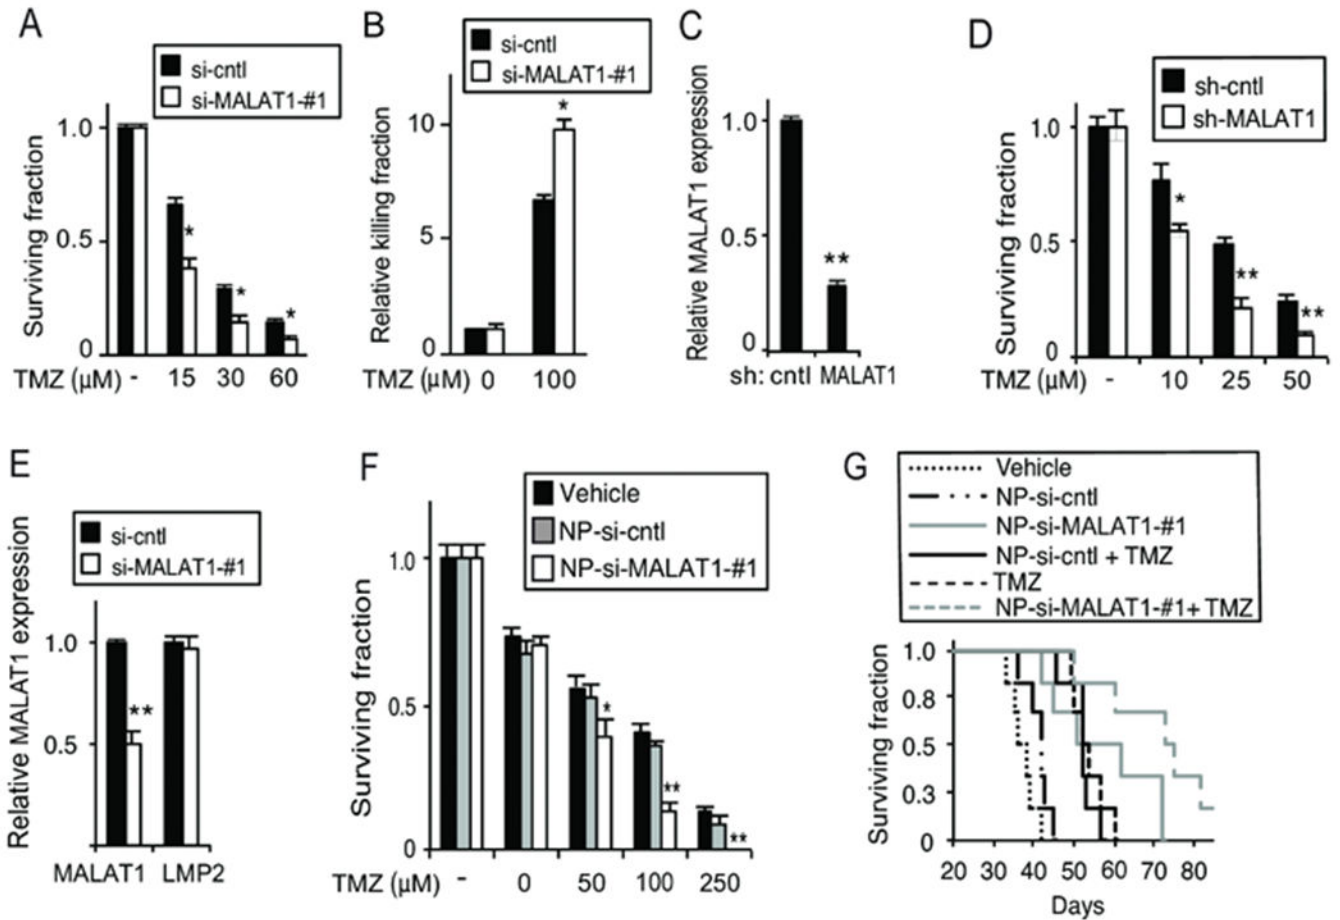 A
si-cntl
si-MALAT1-#1
Surviving fraction
1.0
0.5
0
*
*
*
TMZ (μM) - 15 30 60
B
si-cntl
si-MALAT1-#1
Relative killing fraction
10
5
0
*
TMZ (μM) 0 100
C
Relative MALAT1 expression
1.0
0.5
0
**
sh: cntl MALAT1
D
sh-cntl
sh-MALAT1
Surviving fraction
1.0
0.5
0
*
**
**
TMZ (μM) - 10 25 50
E
si-cntl
si-MALAT1-#1
Relative MALAT1 expression
1.0
0.5
**
MALAT1 LMP2
F
Vehicle
NP-si-cntl
NP-si-MALAT1-#1
Surviving fraction
1.0
0.5
0
*
**
**
TMZ (μM) - 0 50 100 250
G
Vehicle
NP-si-cntl
NP-si-MALAT1-#1
NP-si-cntl + TMZ
TMZ
NP-si-MALAT1-#1+ TMZ
Surviving fraction
1.0
0.8
0.5
0.3
0
20 30 40 50 60 70 80
Days